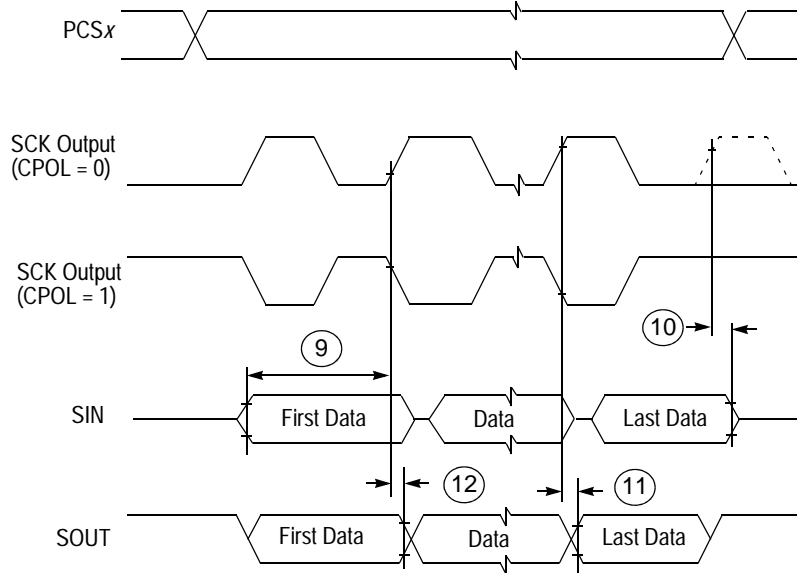 PCSx
SCK Output
(CPOL = 0)
SCK Output
(CPOL = 1)
10
9
SIN
First Data
Data
Last Data
12
11
SOUT
First Data
Data
Last Data